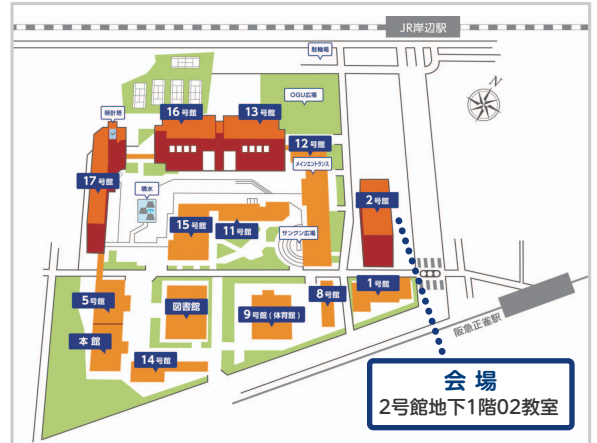 JR岸辺駅
駐輪場
N
OGU広場
時計塔
16号館
13号館
12号館
メインエントランス
17号館
噴水
2号館
15号館
11号館
サンクン広場
1号館
5号館
図書館
8号館
9号館(体育館)
本館
14号館
阪急正雀駅
会場
2号館地下1階02教室